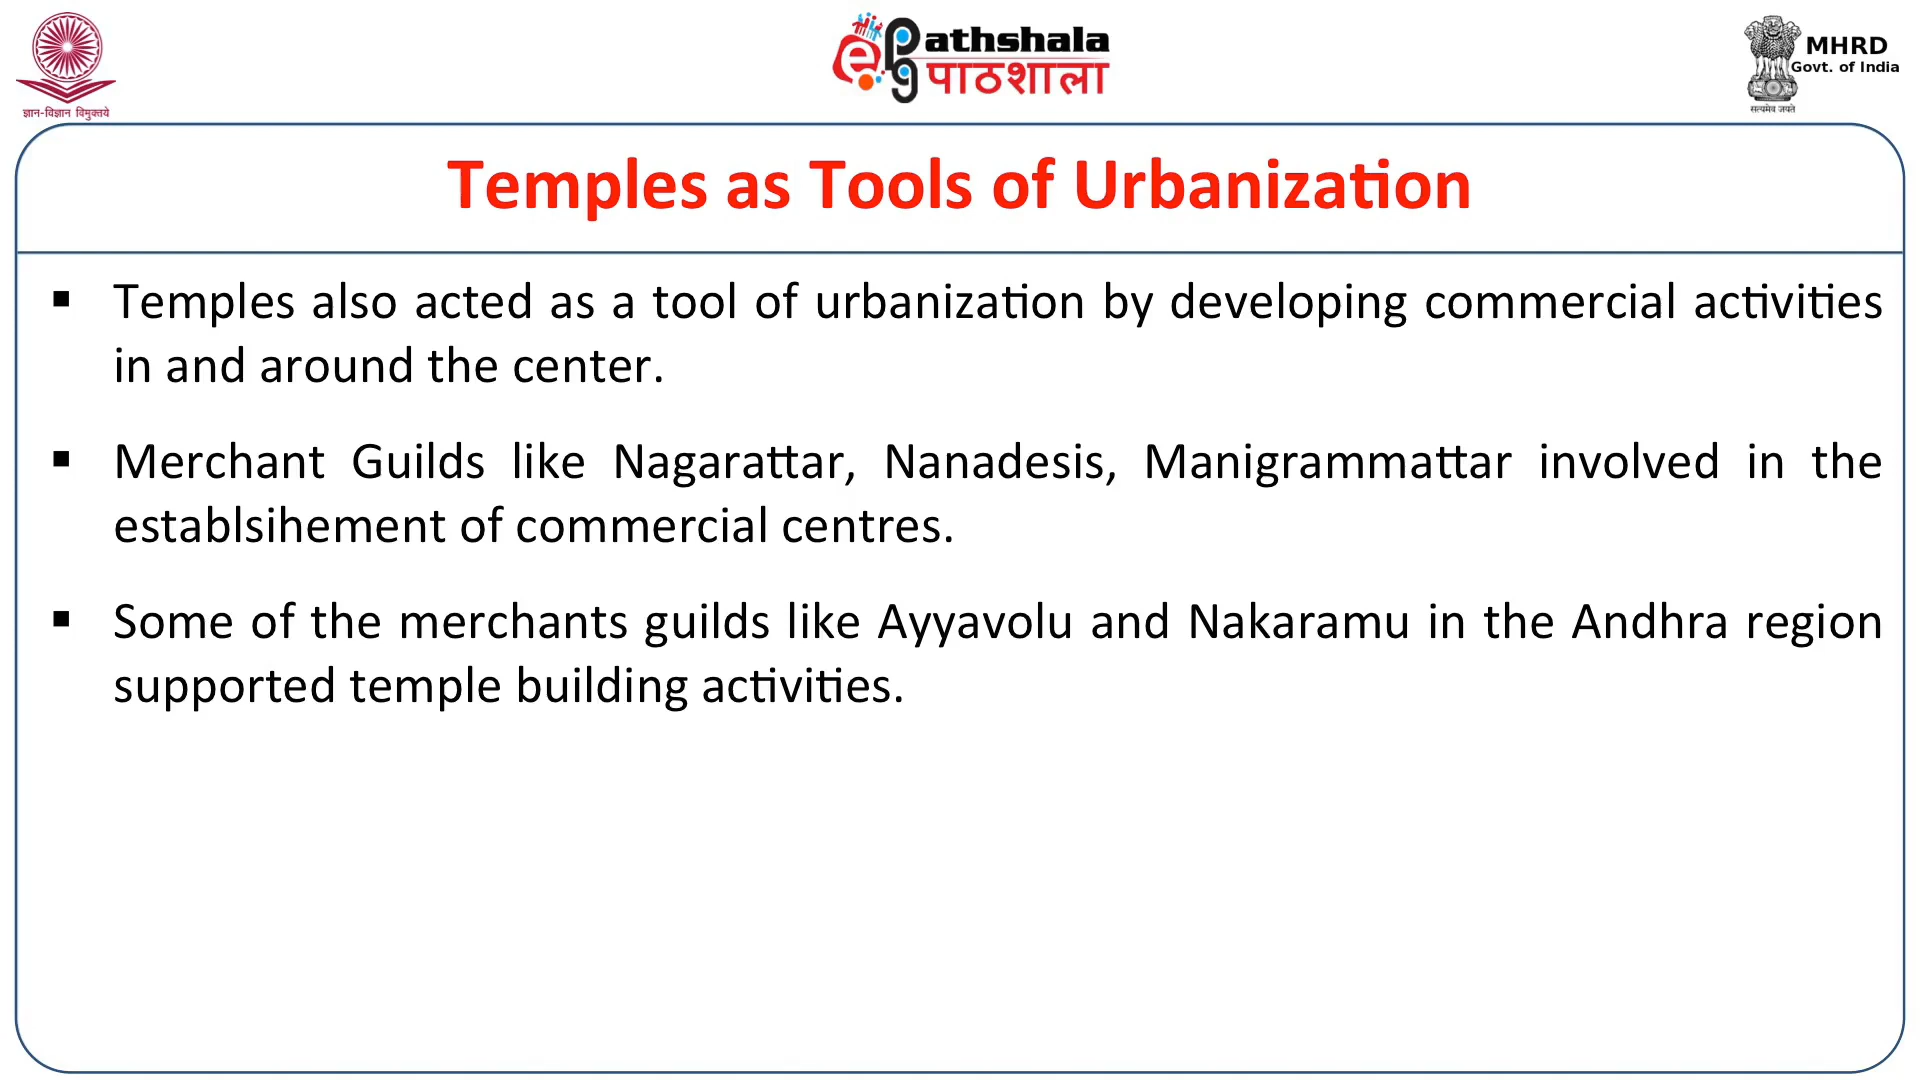 ज्ञान-विज्ञान विमुक्तये
ePG Pathshala
पाठशाला
MHRD
Govt. of India
सत्यमेव जयते
Temples as Tools of Urbanization
▪ Temples also acted as a tool of urbanization by developing commercial activities
in and around the center.
▪ Merchant Guilds like Nagarattar, Nanadesis, Manigrammattar involved in the
establsihement of commercial centres.
▪ Some of the merchants guilds like Ayyavolu and Nakaramu in the Andhra region
supported temple building activities.